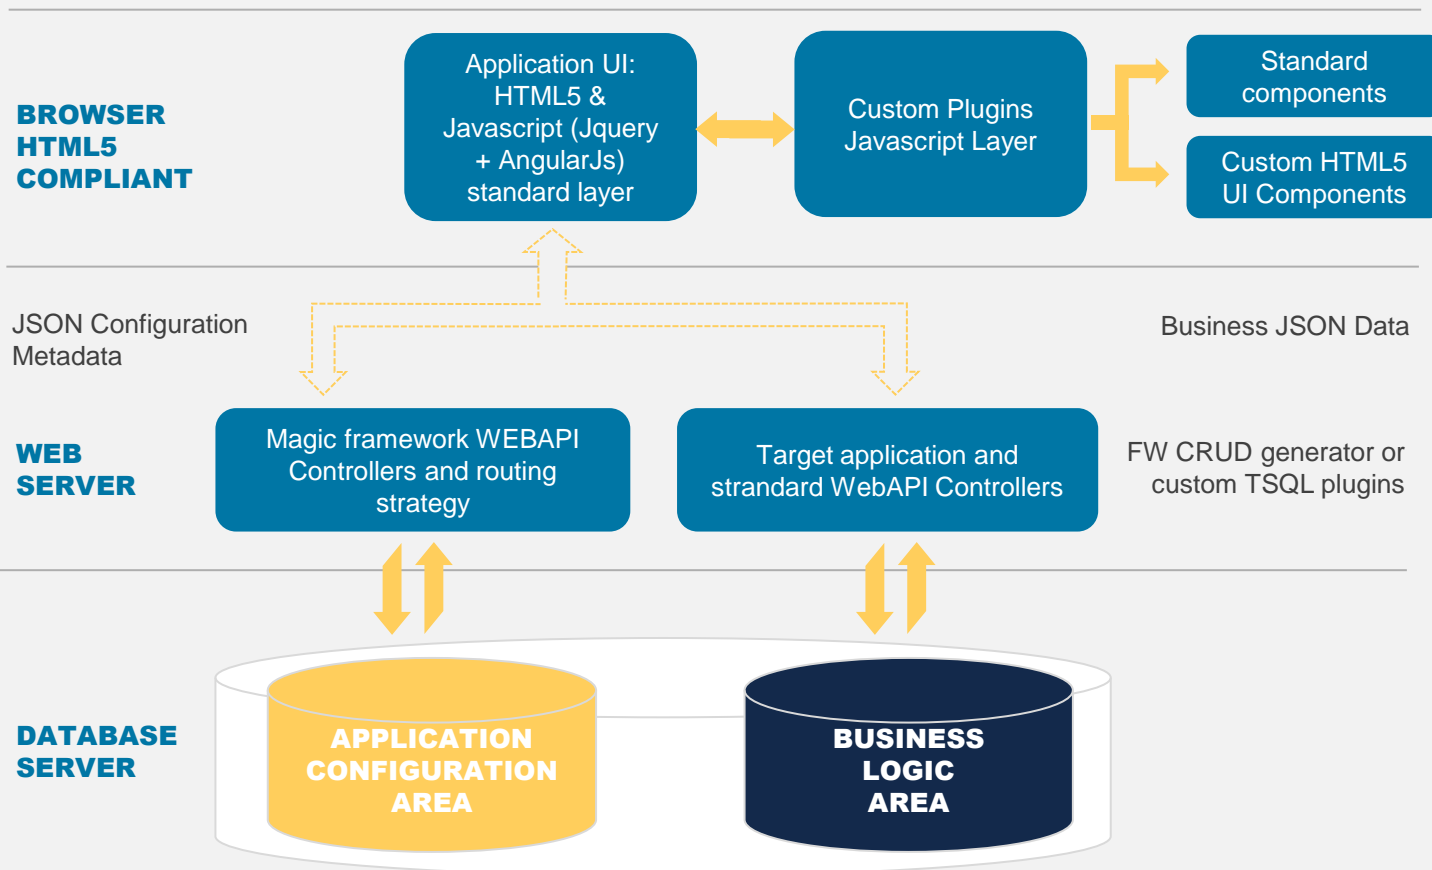 BROWSER
HTML5
COMPLIANT
Application UI:
HTML5 &
Javascript (Jquery
+ AngularJs)
standard layer
Custom Plugins
Javascript Layer
Standard
components
Custom HTML5
UI Components
JSON Configuration
Metadata
Business JSON Data
WEB
SERVER
Magic framework WEBAPI
Controllers and routing
strategy
Target application and
strandard WebAPI Controllers
FW CRUD generator or
custom TSQL plugins
DATABASE
SERVER
APPLICATION
CONFIGURATION
AREA
BUSINESS
LOGIC
AREA